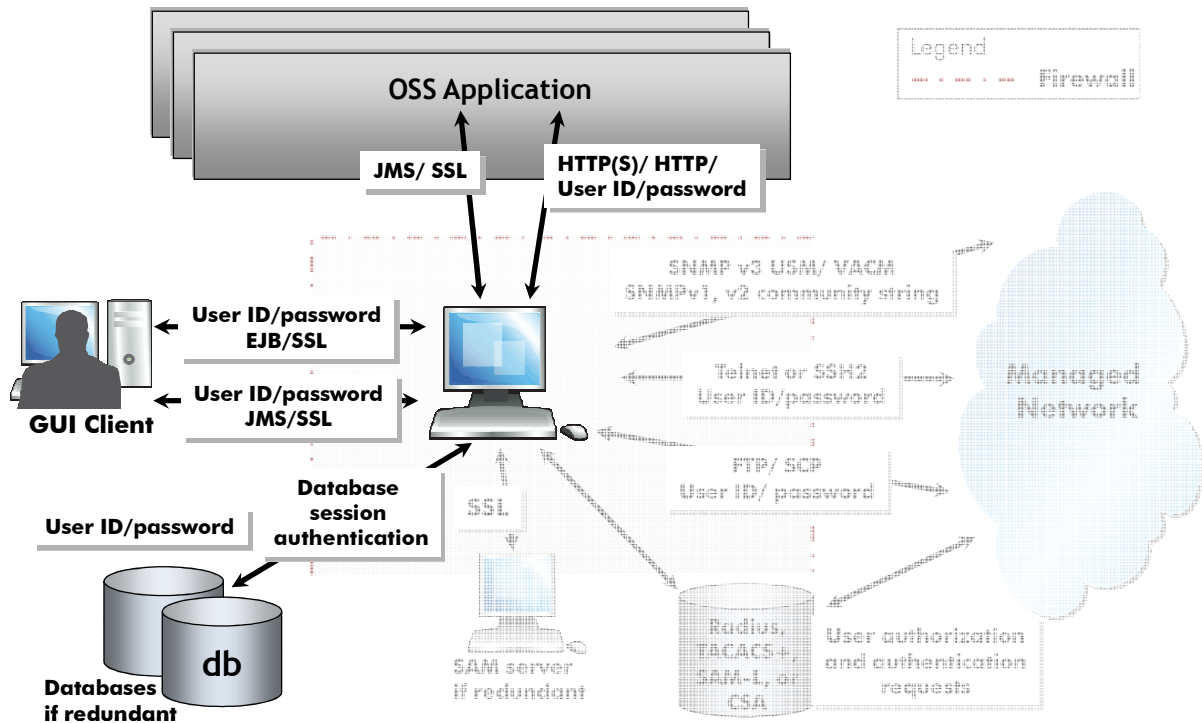 OSS Application
Legend
Firewall
JMS/ SSL
HTTP(S)/ HTTP/
User ID/password
SNMP v3 USM/ VACM
SNMPv1, v2 community string
User ID/password
EJB/SSL
Telnet or SSH2
User ID/password
Managed
Network
User ID/password
JMS/SSL
GUI Client
FTP/ SCP
User ID/ password
Database
session
authentication
SSL
User ID/password
db
Databases
if redundant
SAM server
if redundant
Radius,
TACACS+,
SAM-L, or
CSA
User authorization
and authentication
requests